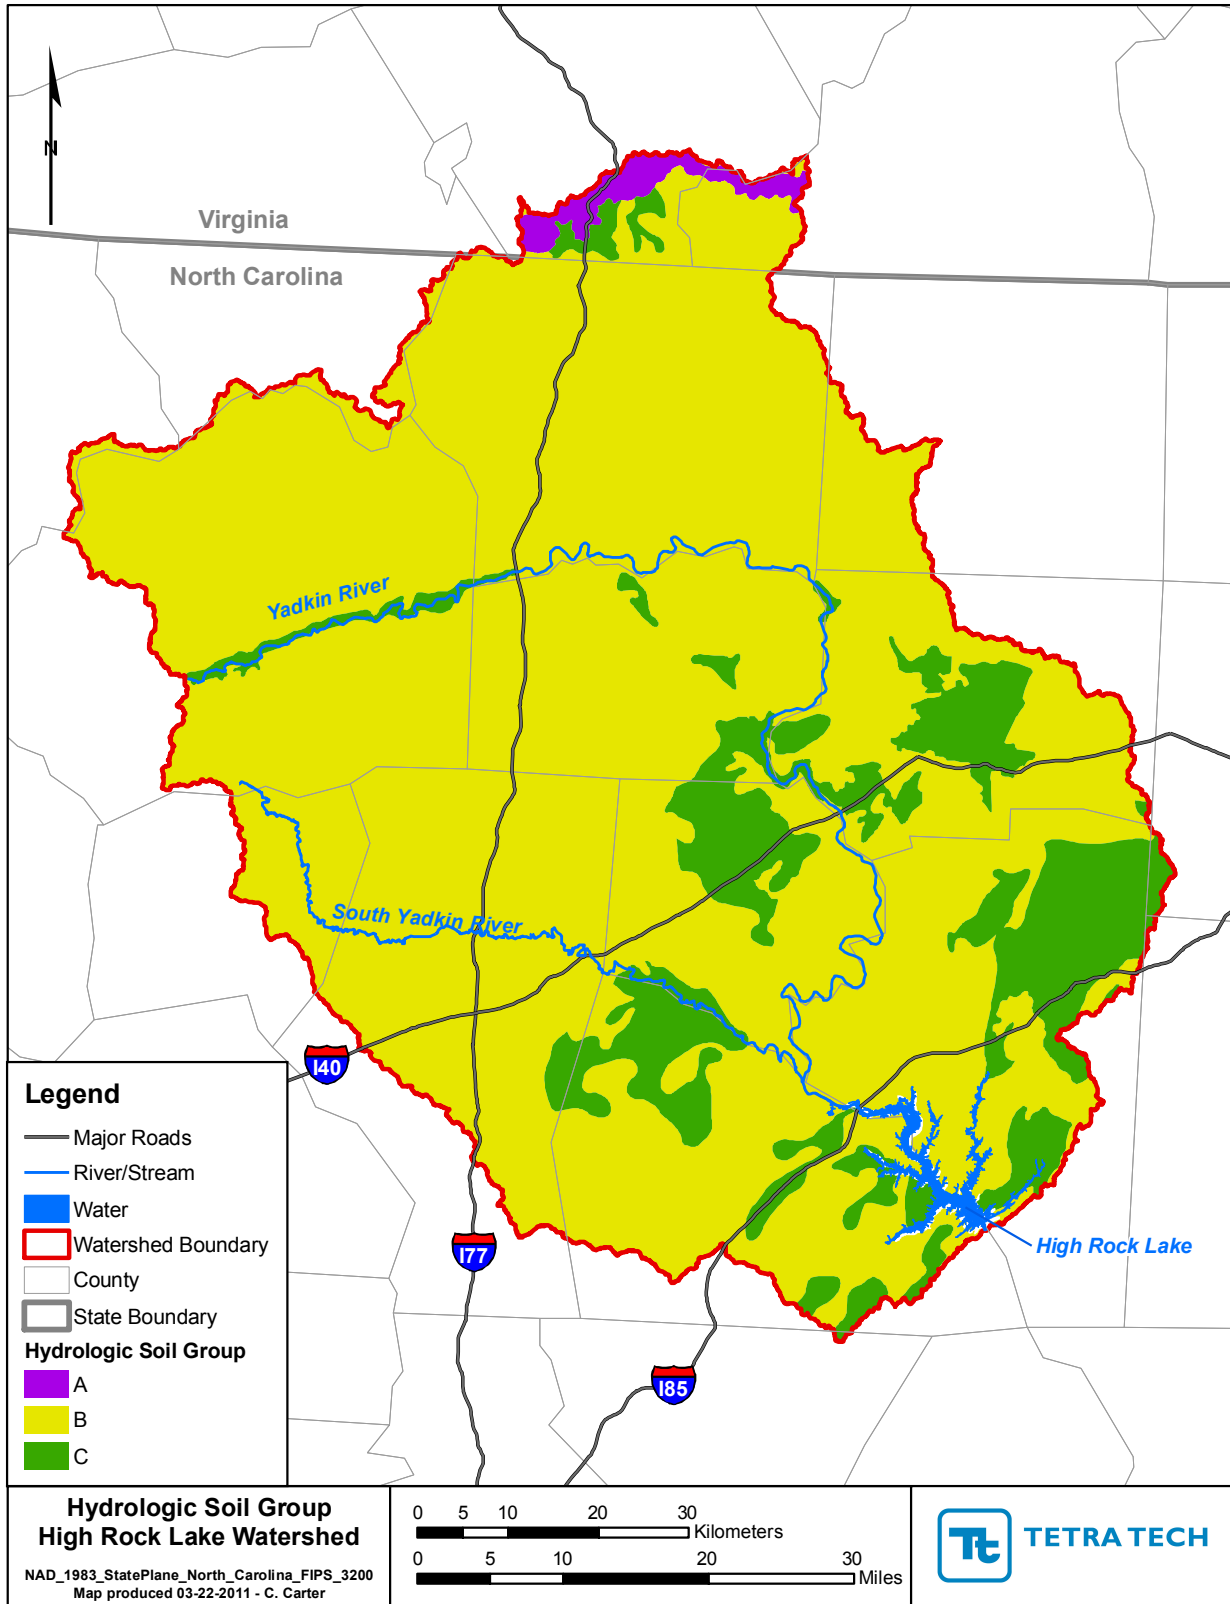 N
Virginia
North Carolina
Yadkin River
South Yadkin River
I40
I77
I85
High Rock Lake
Legend
Major Roads
River/Stream
Water
Watershed Boundary
County
State Boundary
Hydrologic Soil Group
A
B
C
Hydrologic Soil Group
High Rock Lake Watershed
NAD_1983_StatePlane_North_Carolina_FIPS_3200
Map produced 03-22-2011 - C. Carter
0 5 10 20 30
Kilometers
0 5 10 20 30
Miles
Tt TETRA TECH